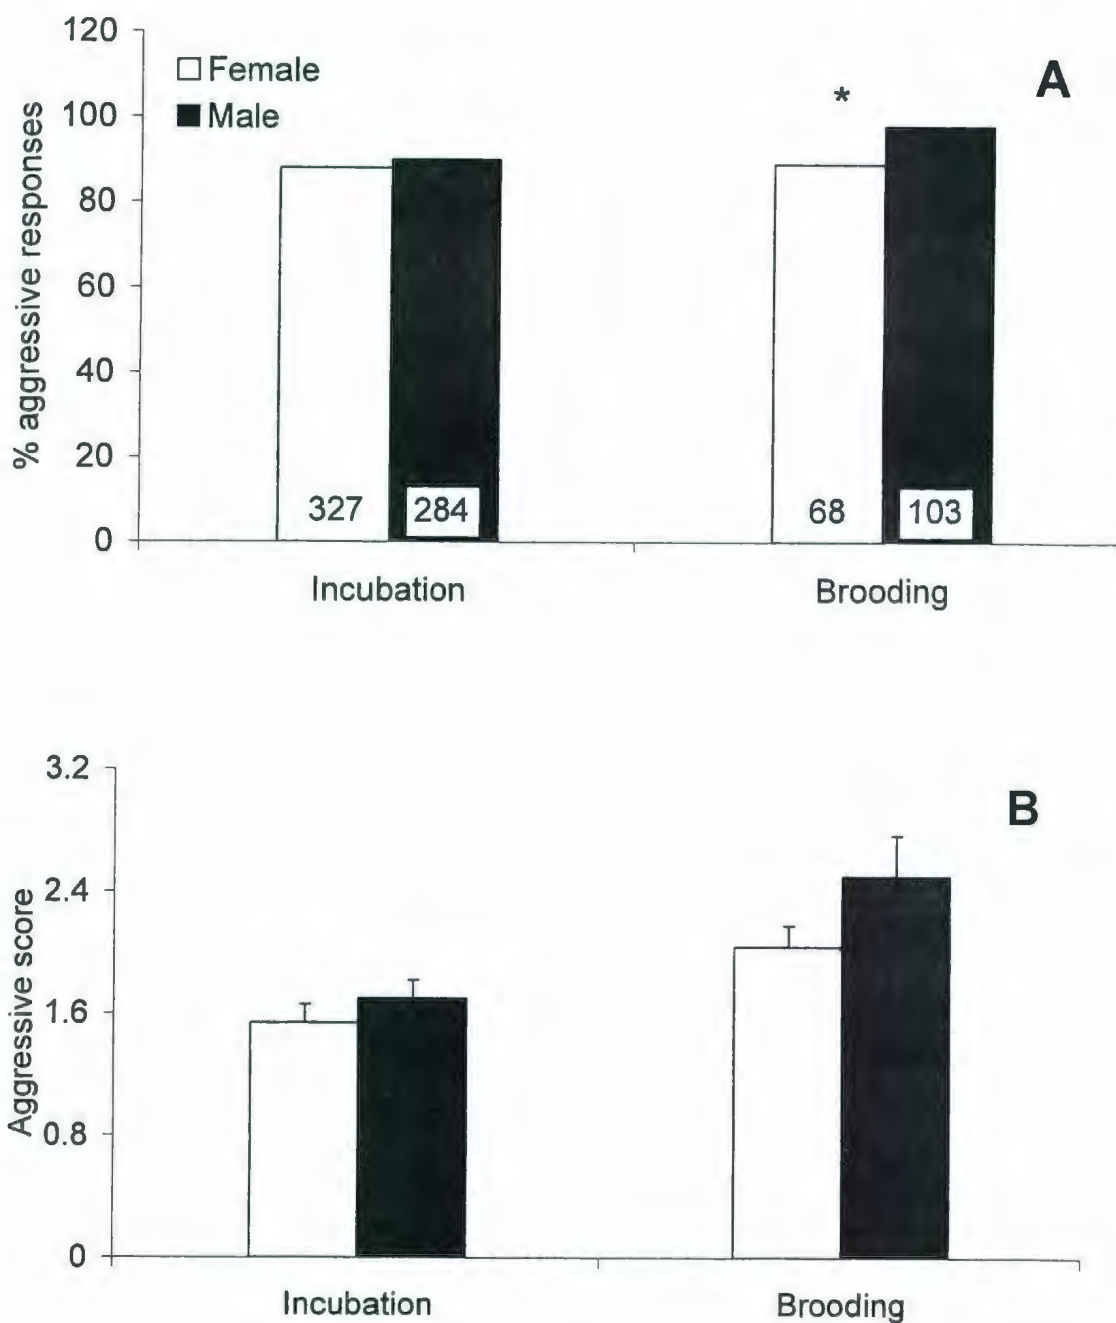 A
120
100
80
60
40
20
0
% aggressive responses
Female
Male
*
327 284 68 103
Incubation Brooding
B
3.2
2.4
1.6
0.8
0
Aggressive score
Incubation Brooding